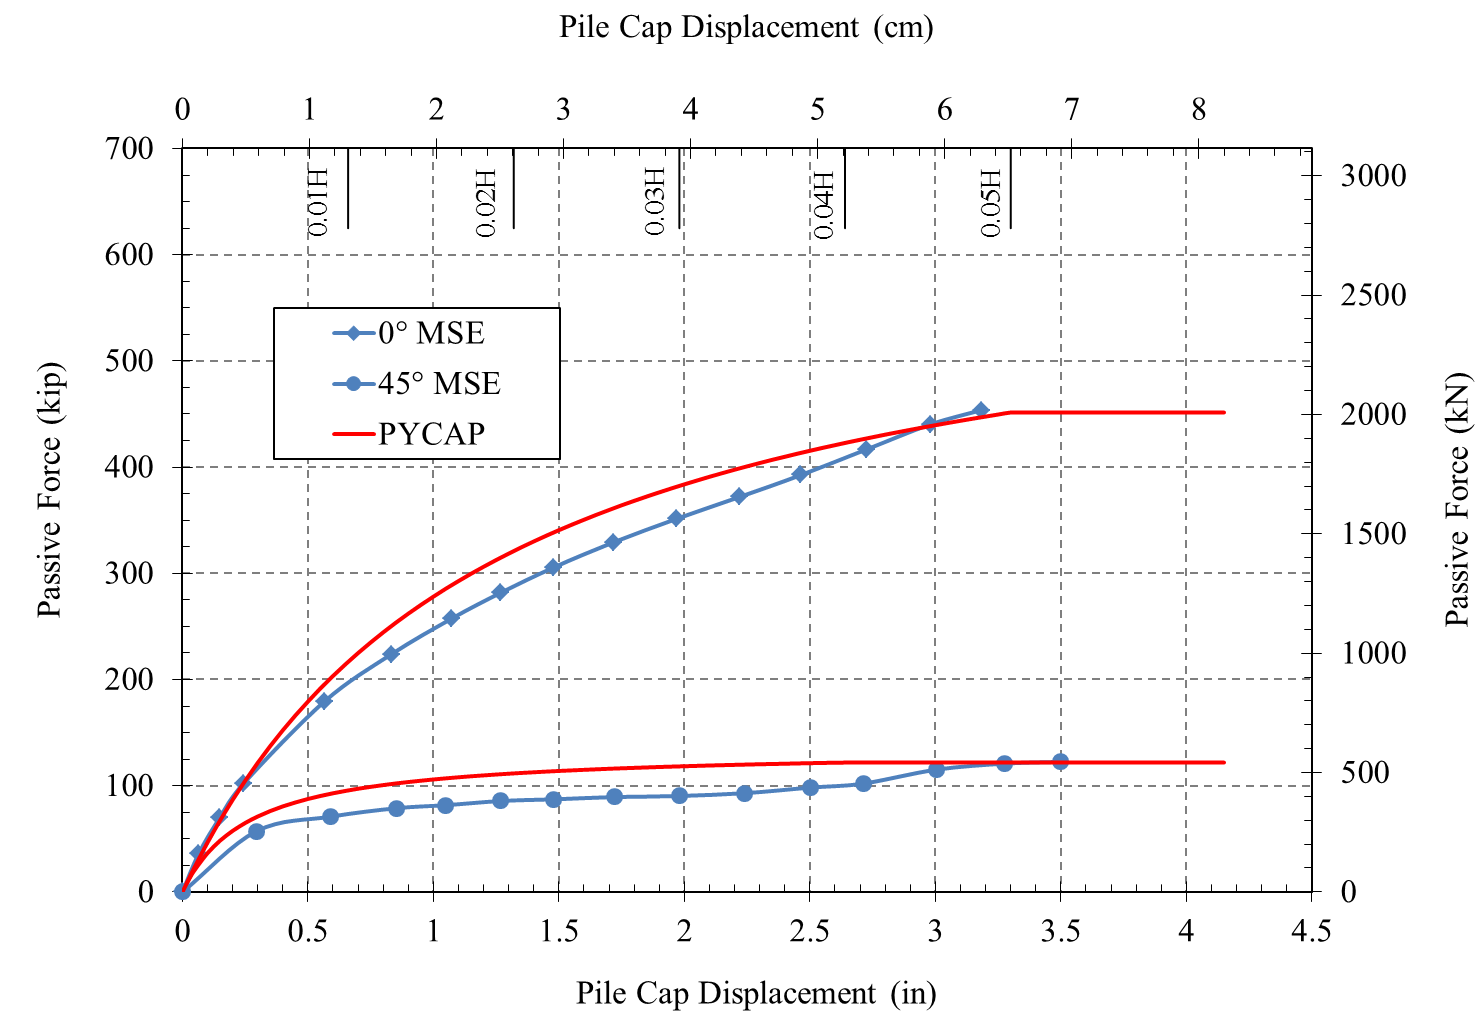 Pile Cap Displacement (cm)
0 1 2 3 4 5 6 7 8
700
600
500
400
300
200
100
0
Passive Force (kip)
0.01H
0.02H
0.03H
0.04H
0.05H
0° MSE
45° MSE
PYCAP
3000
2500
2000
1500
1000
500
0
Passive Force (kN)
0 0.5 1 1.5 2 2.5 3 3.5 4 4.5
Pile Cap Displacement (in)